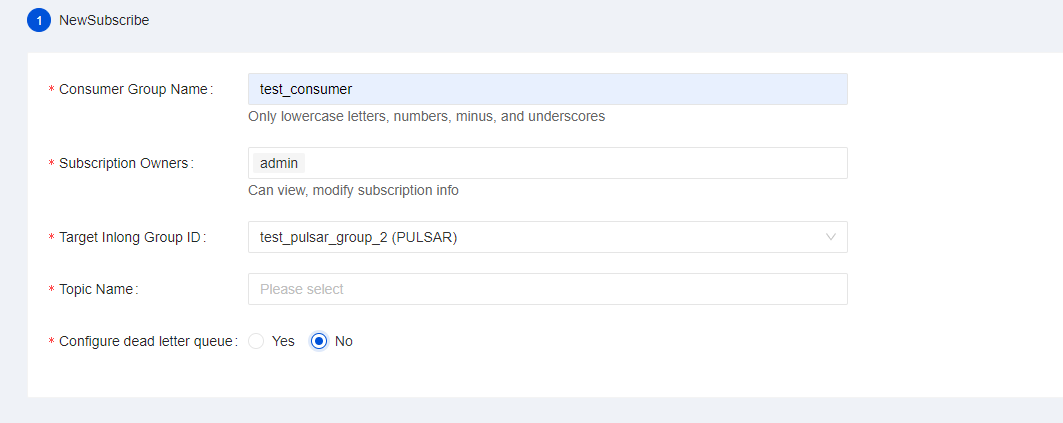 1 NewSubscribe
* Consumer Group Name: test_consumer
Only lowercase letters, numbers, minus, and underscores
* Subscription Owners: admin
Can view, modify subscription info
* Target Inlong Group ID: test_pulsar_group_2 (PULSAR)
* Topic Name: Please select
* Configure dead letter queue: Yes No